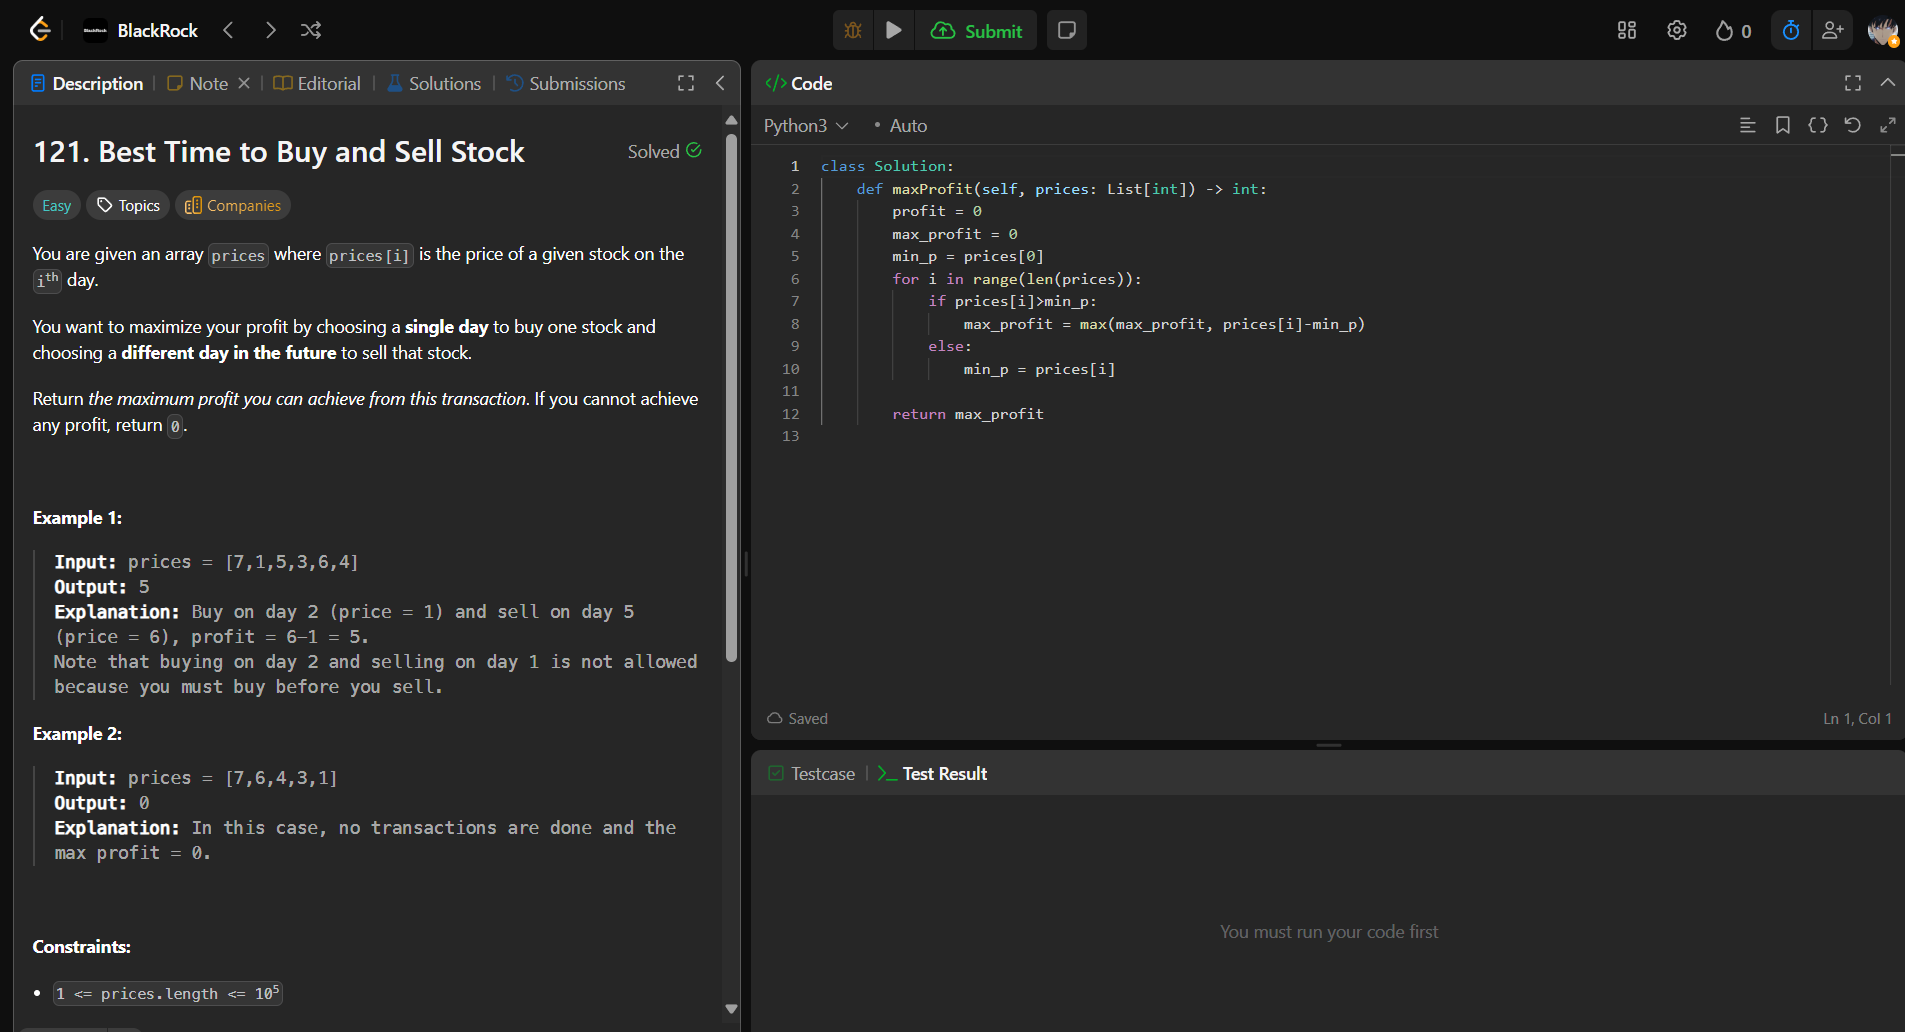 BlackRock
Submit
0
Description
Note
Editorial
Solutions
Submissions
121. Best Time to Buy and Sell Stock
Solved
Easy
Topics
Companies
You are given an array prices where prices[i] is the price of a given stock on the
ith day.
You want to maximize your profit by choosing a single day to buy one stock and
choosing a different day in the future to sell that stock.
Return the maximum profit you can achieve from this transaction. If you cannot achieve
any profit, return 0.
Example 1:
Input: prices = [7,1,5,3,6,4]
Output: 5
Explanation: Buy on day 2 (price = 1) and sell on day 5
(price = 6), profit = 6-1 = 5.
Note that buying on day 2 and selling on day 1 is not allowed
because you must buy before you sell.
Example 2:
Input: prices = [7,6,4,3,1]
Output: 0
Explanation: In this case, no transactions are done and the
max profit = 0.
Constraints:
• 1 <= prices.length <= 10⁵
</> Code
Python3
• Auto
1 class Solution:
2     def maxProfit(self, prices: List[int]) -> int:
3         profit = 0
4         max_profit = 0
5         min_p = prices[0]
6         for i in range(len(prices)):
7             if prices[i]>min_p:
8                 max_profit = max(max_profit, prices[i]-min_p)
9             else:
10                 min_p = prices[i]
11
12         return max_profit
13
Saved
Ln 1, Col 1
Testcase
Test Result
You must run your code first